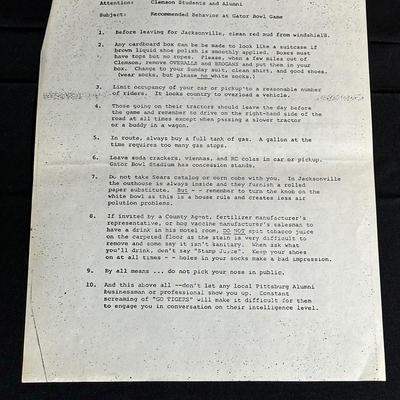 Attention: Clemson Students and Alumni
Subject: Recommended Behavior at Gator Bowl Game
1. Before leaving for Jacksonville, clean red mud from windshield.
2. Any cardboard box can be made to look like a suitcase if
brown liquid shoe polish is smoothly applied. Boxes must
have tops but no ropes. Please, when a few miles out of
Clemson, remove OVERALLS and BROGANS and put them in your
box. Change to your Sunday suit, clean shirt, and good shoes.
(wear socks, but please no white socks.)
3. Limit occupancy of your car or pickup to a reasonable number
of riders. It looks country to overload a vehicle.
4. Those going on their tractors should leave the day before
the game and remember to drive on the right-hand side of the
road at all times except when passing a slower tractor
or a buddy in a wagon.
5. In route, always buy a full tank of gas. A gallon at the
time requires too many gas stops.
6. Leave soda crackers, viennas, and RC colas in car or pickup.
Gator Bowl Stadium has concession stands.
7. Do not take Sears catalog or corn cobs with you. In Jacksonville
the outhouse is always inside and they furnish a rolled
paper substitute. But - - remember to turn the knob on the
white bowl as this is a house rule and creates less air
polution problems.
8. If invited by a County Agent, fertilizer manufacturer's
representative, or hog vaccine manufacturer's salesman to
have a drink in his motel room, DO NOT spit tobacco juice
on the carpeted floor as the stain is very difficult to
remove and some say it isn't sanitary. When ask what
you'll drink, don't say "Stump Juice". Keep your shoes
on at all times - - holes in your socks make a bad impression.
9. By all means ... do not pick your nose in public.
10. And this above all --don't let any local Pittsburg Alumni
businessman or professional show you up. Constant
screaming of "GO TIGERS" will make it difficult for them
to engage you in conversation on their intelligence level.